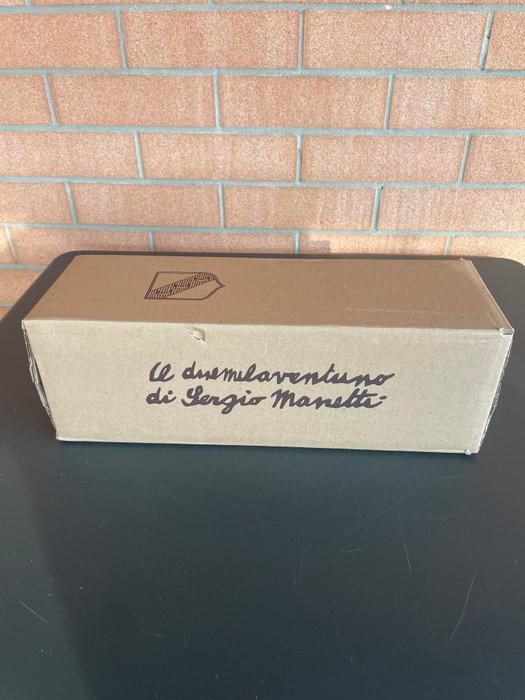 Il duemilaventuno
di Sergio Manetti